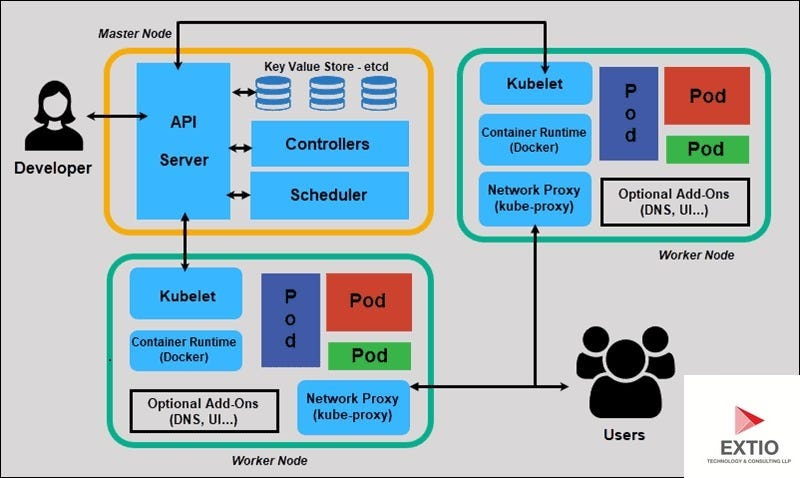 Master Node
Key Value Store - etcd
API
Server
Controllers
Scheduler
Developer
Kubelet
Container Runtime
(Docker)
Network Proxy
(kube-proxy)
P
o
d
Pod
Pod
Optional Add-Ons
(DNS, UI...)
Worker Node
Kubelet
Container Runtime
(Docker)
P
o
d
Pod
Pod
Optional Add-Ons
(DNS, UI...)
Network Proxy
(kube-proxy)
Worker Node
Users
EXTIO
TECHNOLOGY & CONSULTING LLP